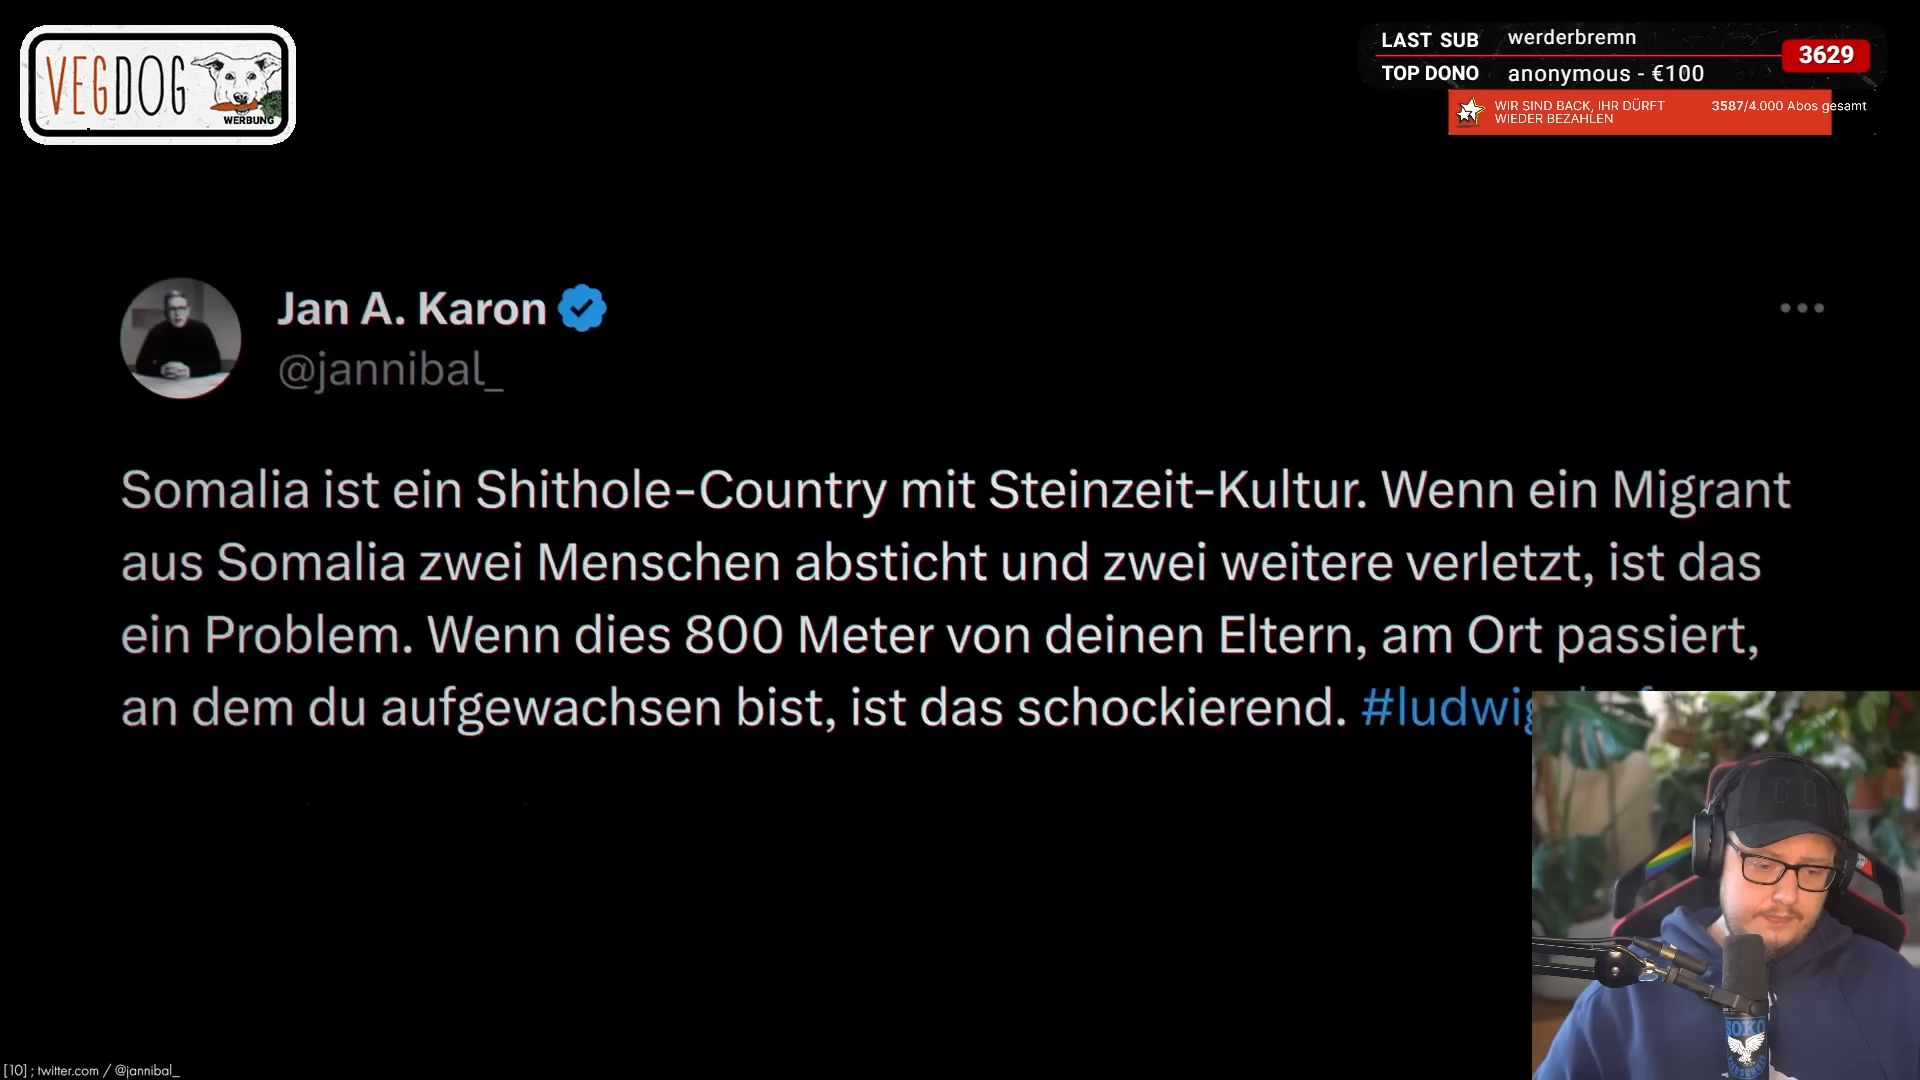 VEGDOG
WERBUNG
LAST SUB werderbremn
TOP DONO anonymous - €100
3629
WIR SIND BACK, IHR DÜRFT
WIEDER BEZAHLEN
3587/4.000 Abos gesamt
Jan A. Karon
@jannibal_
Somalia ist ein Shithole-Country mit Steinzeit-Kultur. Wenn ein Migrant
aus Somalia zwei Menschen absticht und zwei weitere verletzt, ist das
ein Problem. Wenn dies 800 Meter von deinen Eltern, am Ort passiert,
an dem du aufgewachsen bist, ist das schockierend. #ludwig
SOKO
[10] ; twitter.com / @jannibal_